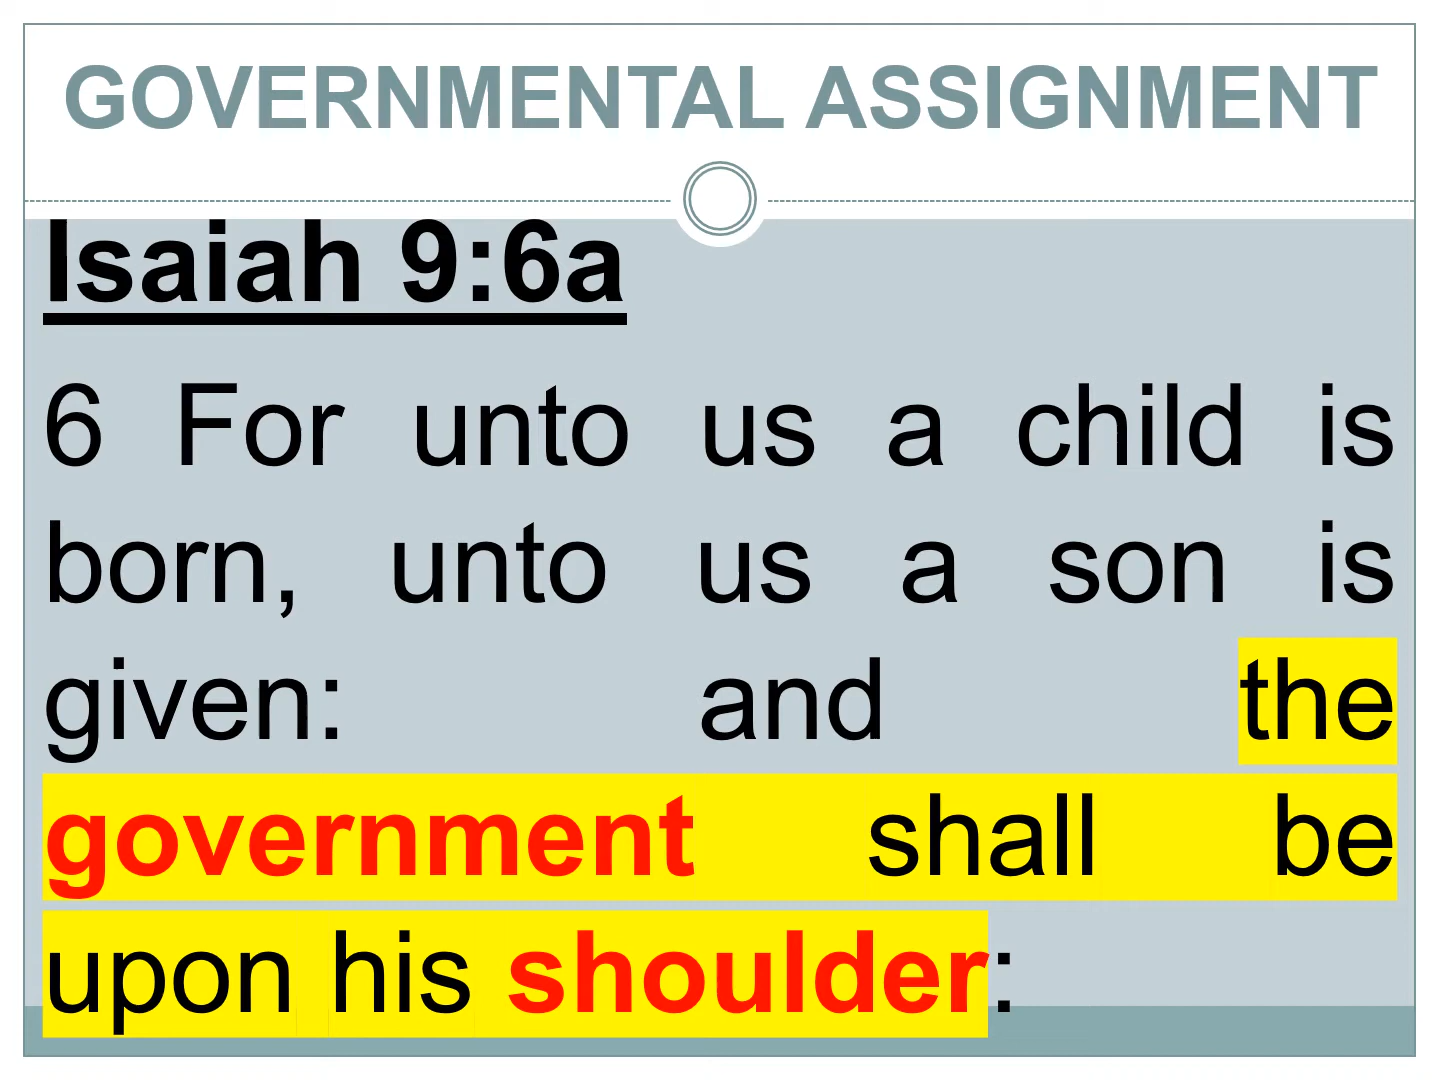 GOVERNMENTAL ASSIGNMENT
Isaiah 9:6a
6 For unto us a child is
born, unto us a son is
given: and the
government shall be
upon his shoulder: